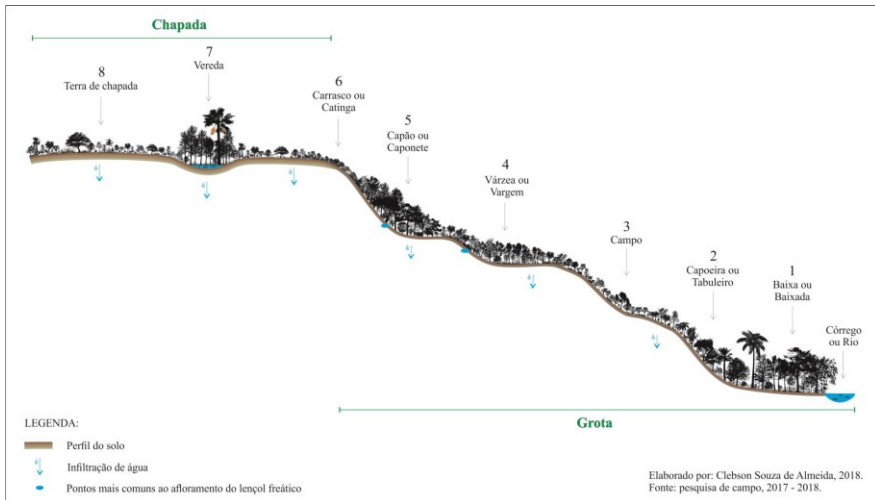 Chapada
8
Terra de chapada
7
Vereda
6
Carrasco ou
Catinga
5
Capão ou
Caponete
4
Várzea ou
Vargem
3
Campo
2
Capoeira ou
Tabuleiro
1
Baixa ou
Baixada
Córrego
ou Rio
Grota
LEGENDA:
Perfil do solo
Infiltração de água
Pontos mais comuns ao afloramento do lençol freático
Elaborado por: Clebson Souza de Almeida, 2018.
Fonte: pesquisa de campo, 2017 - 2018.